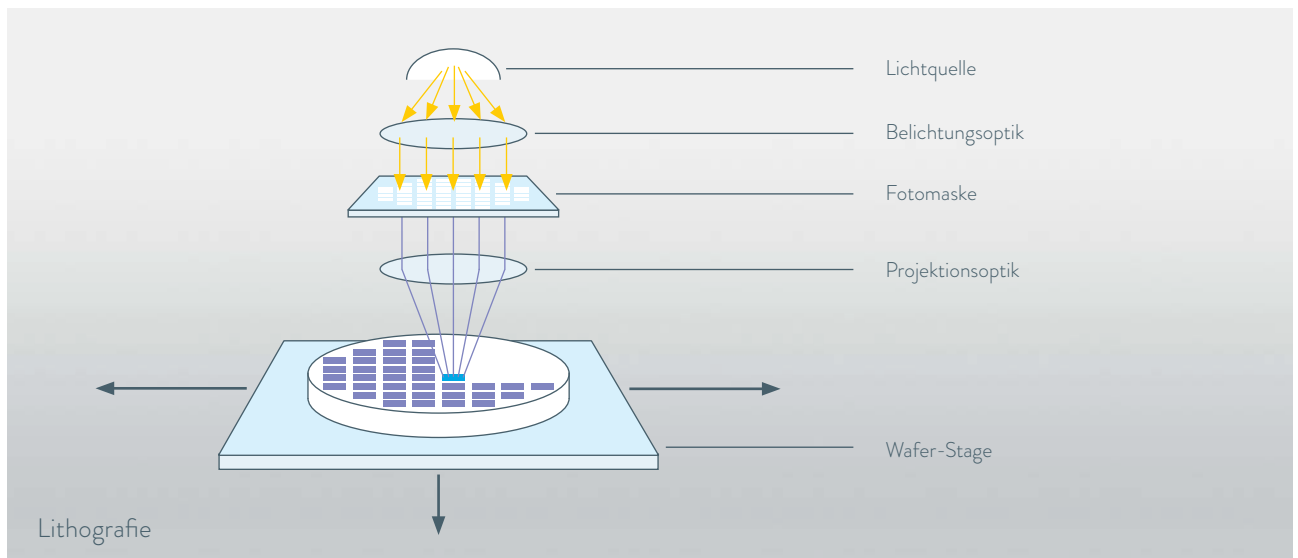 Lichtquelle
Belichtungsoptik
Fotomaske
Projektionsoptik
Wafer-Stage
Lithografie